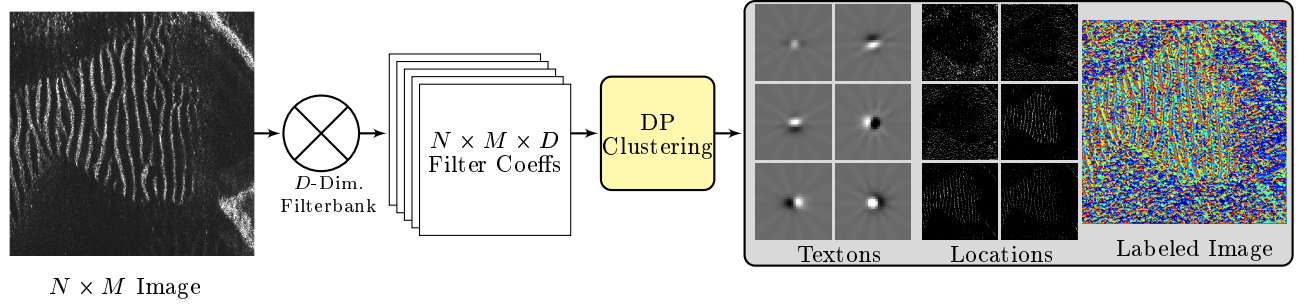 N × M Image
D-Dim.
Filterbank
N × M × D
Filter Coeffs
DP
Clustering
Textons
Locations
Labeled Image